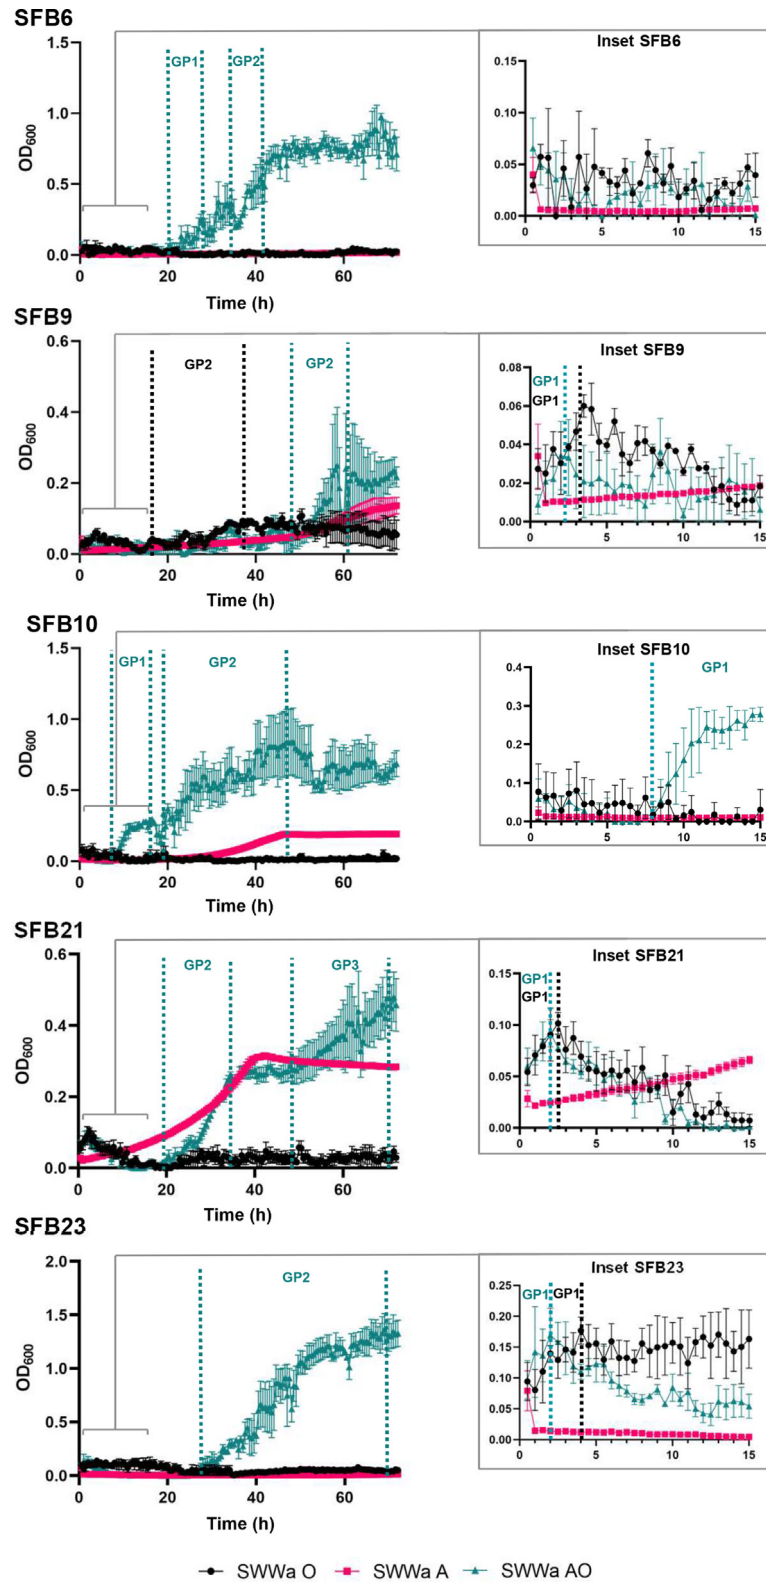 SFB6
1.5
1.0
0.5
0.0
OD600
GP1
GP2
0
20
40
60
Time (h)
Inset SFB6
0.15
0.10
0.05
0.00
0
5
10
15
SFB9
0.6
0.4
0.2
0.0
OD600
GP2
GP2
0
20
40
60
Time (h)
Inset SFB9
0.08
0.06
0.04
0.02
0.00
GP1
GP1
0
5
10
15
SFB10
1.5
1.0
0.5
0.0
OD600
GP1
GP2
0
20
40
60
Time (h)
Inset SFB10
0.4
0.3
0.2
0.1
0.0
GP1
0
5
10
15
SFB21
0.6
0.4
0.2
0.0
OD600
GP2
GP3
0
20
40
60
Time (h)
Inset SFB21
0.15
0.10
0.05
0.00
GP1
GP1
0
5
10
15
SFB23
2.0
1.5
1.0
0.5
0.0
OD600
GP2
0
20
40
60
Time (h)
Inset SFB23
0.25
0.20
0.15
0.10
0.05
0.00
GP1 GP1
0
5
10
15
SWWa O SWWa A SWWa AO